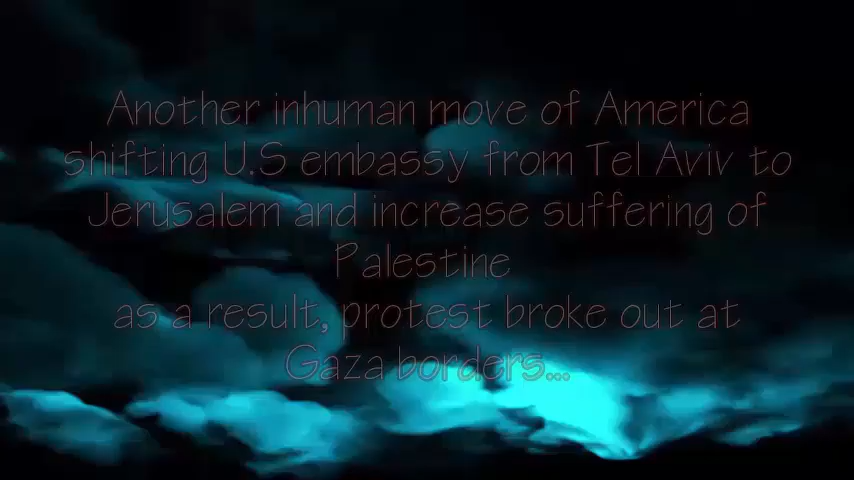 Another inhuman move of America
shifting U.S embassy from Tel Aviv to
Jerusalem and increase suffering of
Palestine
as a result, protest broke out at
Gaza borders...